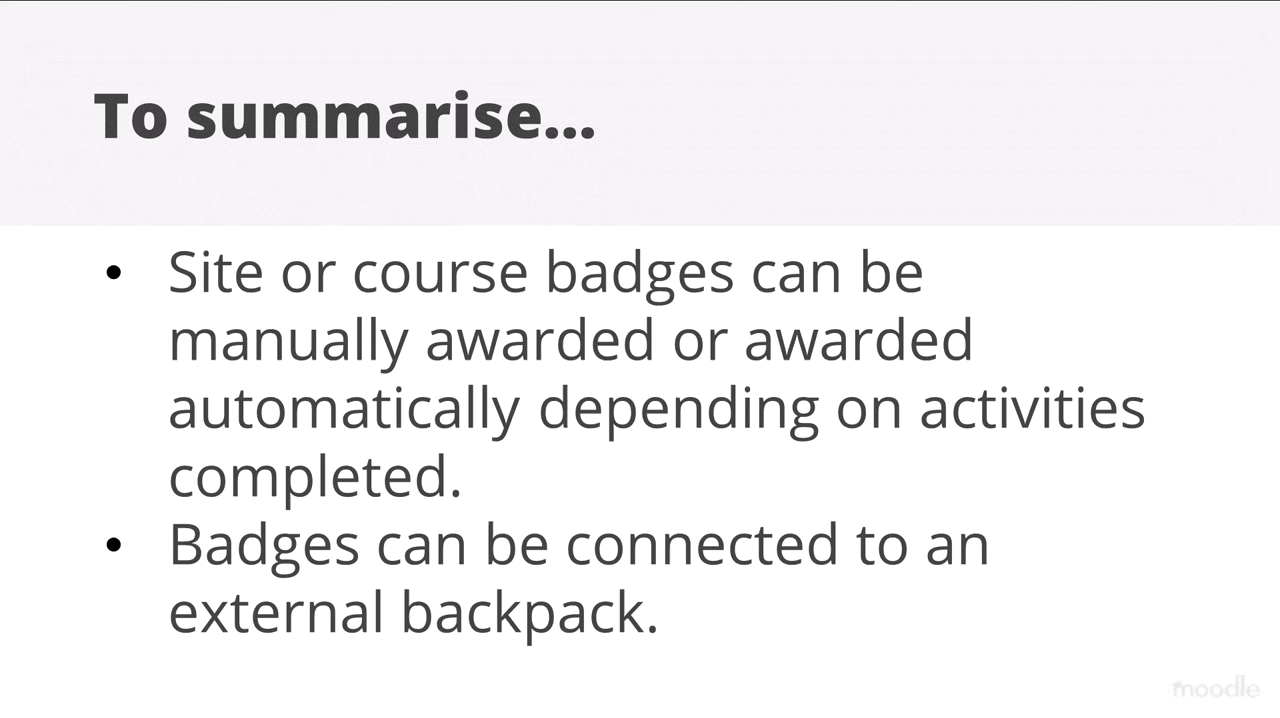 To summarise...
• Site or course badges can be
manually awarded or awarded
automatically depending on activities
completed.
• Badges can be connected to an
external backpack.
moodle